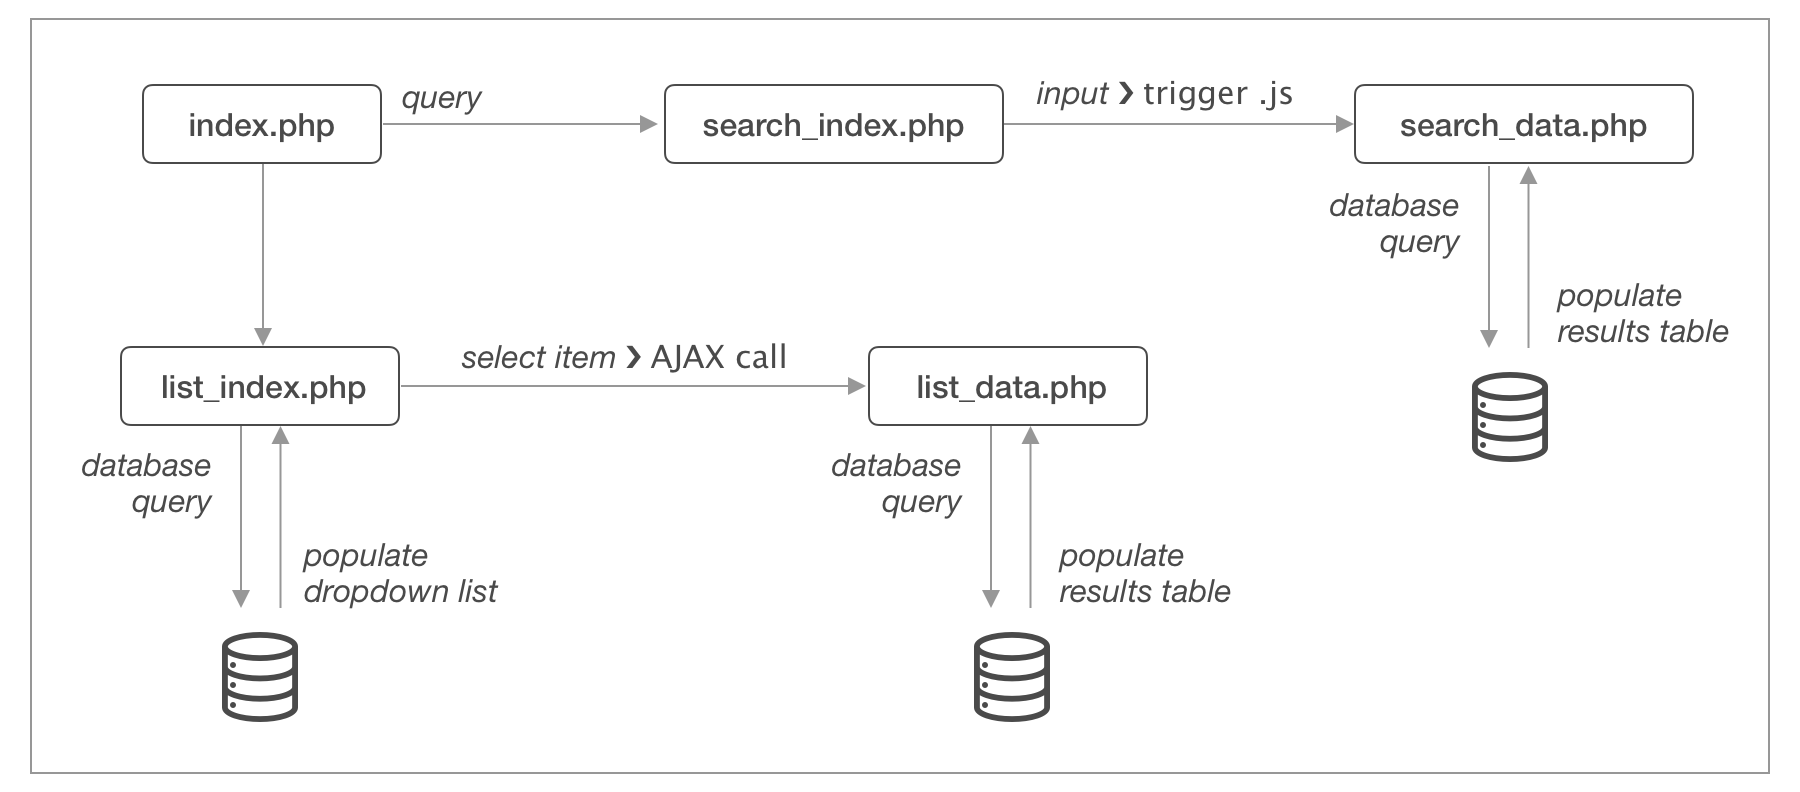 index.php
query
search_index.php
input ❯ trigger .js
search_data.php
database
query
populate
results table
list_index.php
select item ❯ AJAX call
list_data.php
database
query
populate
dropdown list
database
query
populate
results table